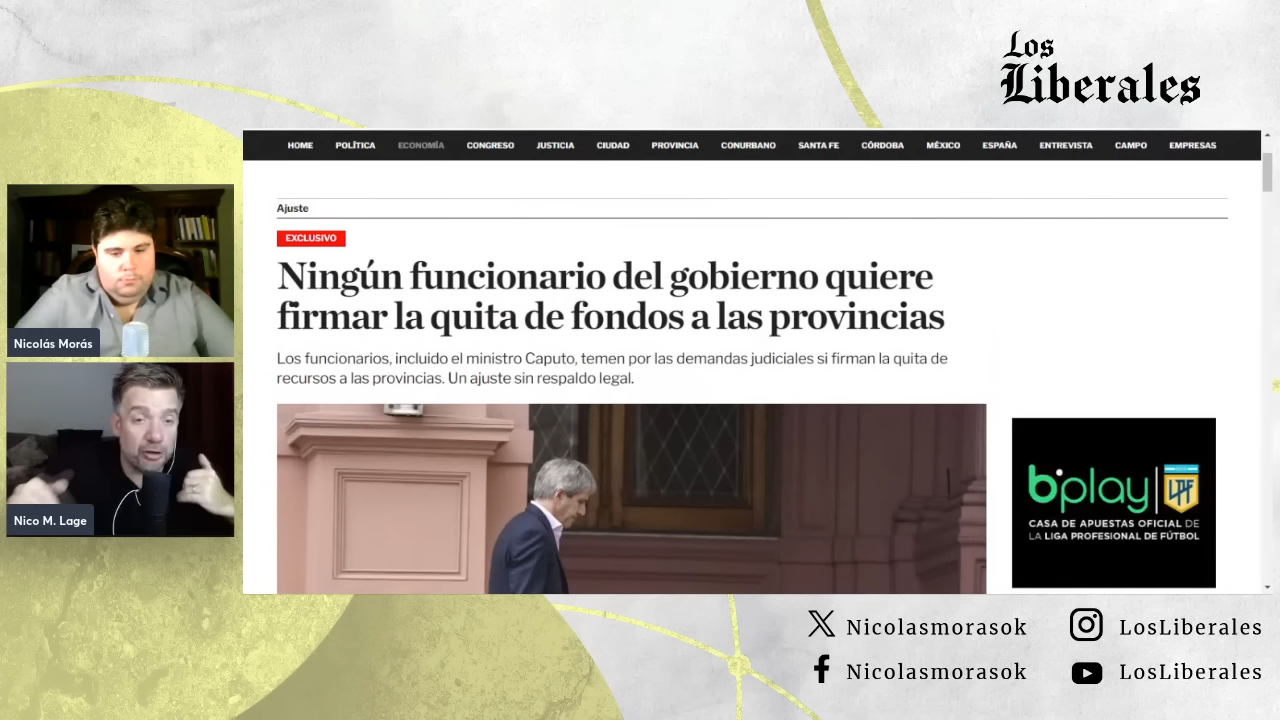 Los
Liberales
HOME POLÍTICA ECONOMÍA CONGRESO JUSTICIA CIUDAD PROVINCIA CONURBANO SANTA FE CÓRDOBA MÉXICO ESPAÑA ENTREVISTA CAMPO EMPRESAS
Ajuste
EXCLUSIVO
Ningún funcionario del gobierno quiere
firmar la quita de fondos a las provincias
Los funcionarios, incluido el ministro Caputo, temen por las demandas judiciales si firman la quita de
recursos a las provincias. Un ajuste sin respaldo legal.
Nicolás Morás
Nico M. Lage
bplay LPF
CASA DE APUESTAS OFICIAL DE
LA LIGA PROFESIONAL DE FÚTBOL
Nicolasmorasok LosLiberales
Nicolasmorasok LosLiberales